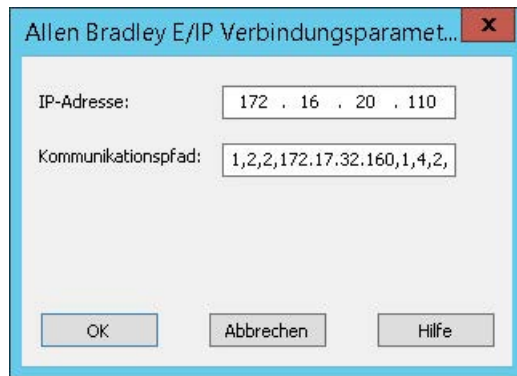 Allen Bradley E/IP Verbindungsparamet...
x
IP-Adresse: 172 . 16 . 20 . 110
Kommunikationspfad: 1,2,2,172.17.32.160,1,4,2,
OK Abbrechen Hilfe